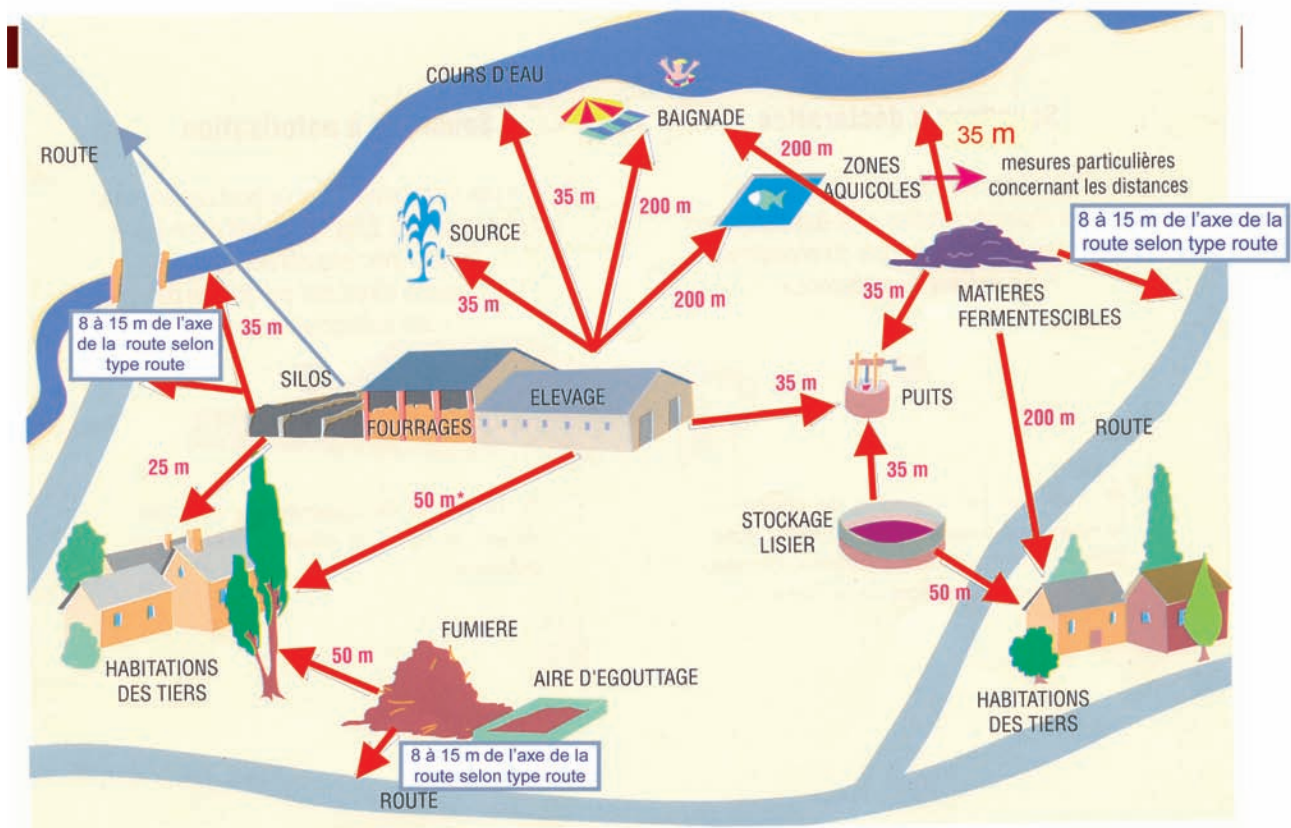 COURS D'EAU
BAIGNADE
ROUTE
35 m
200 m
200 m
ZONES
AQUICOLES
35 m
mesures particulières
concernant les distances
SOURCE
35 m
200 m
8 à 15 m de l'axe de la
route selon type route
35 m
MATIERES
FERMENTESCIBLES
8 à 15 m de l'axe
de la route selon
type route
35 m
SILOS
FOURRAGES
ELEVAGE
35 m
PUITS
200 m
ROUTE
25 m
50 m*
35 m
STOCKAGE
LISIER
50 m
HABITATIONS
DES TIERS
FUMIERE
50 m
AIRE D'EGOUTTAGE
HABITATIONS
DES TIERS
8 à 15 m de l'axe de la
route selon type route
ROUTE